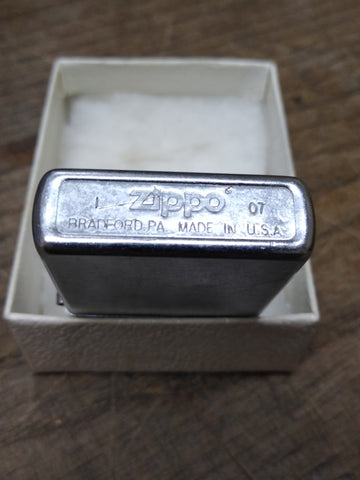 I Zippo 07
BRADFORD.PA. MADE IN U.S.A.